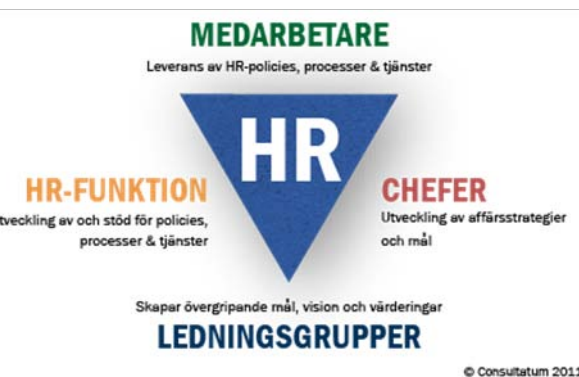 MEDARBETARE
Leverans av HR-policies, processer & tjänster
HR
HR-FUNKTION
tveckling av och stöd för policies,
processer & tjänster
CHEFER
Utveckling av affärsstrategier
och mål
Skapar övergripande mål, vision och värderingar
LEDNINGSGRUPPER
© Consultatum 2011